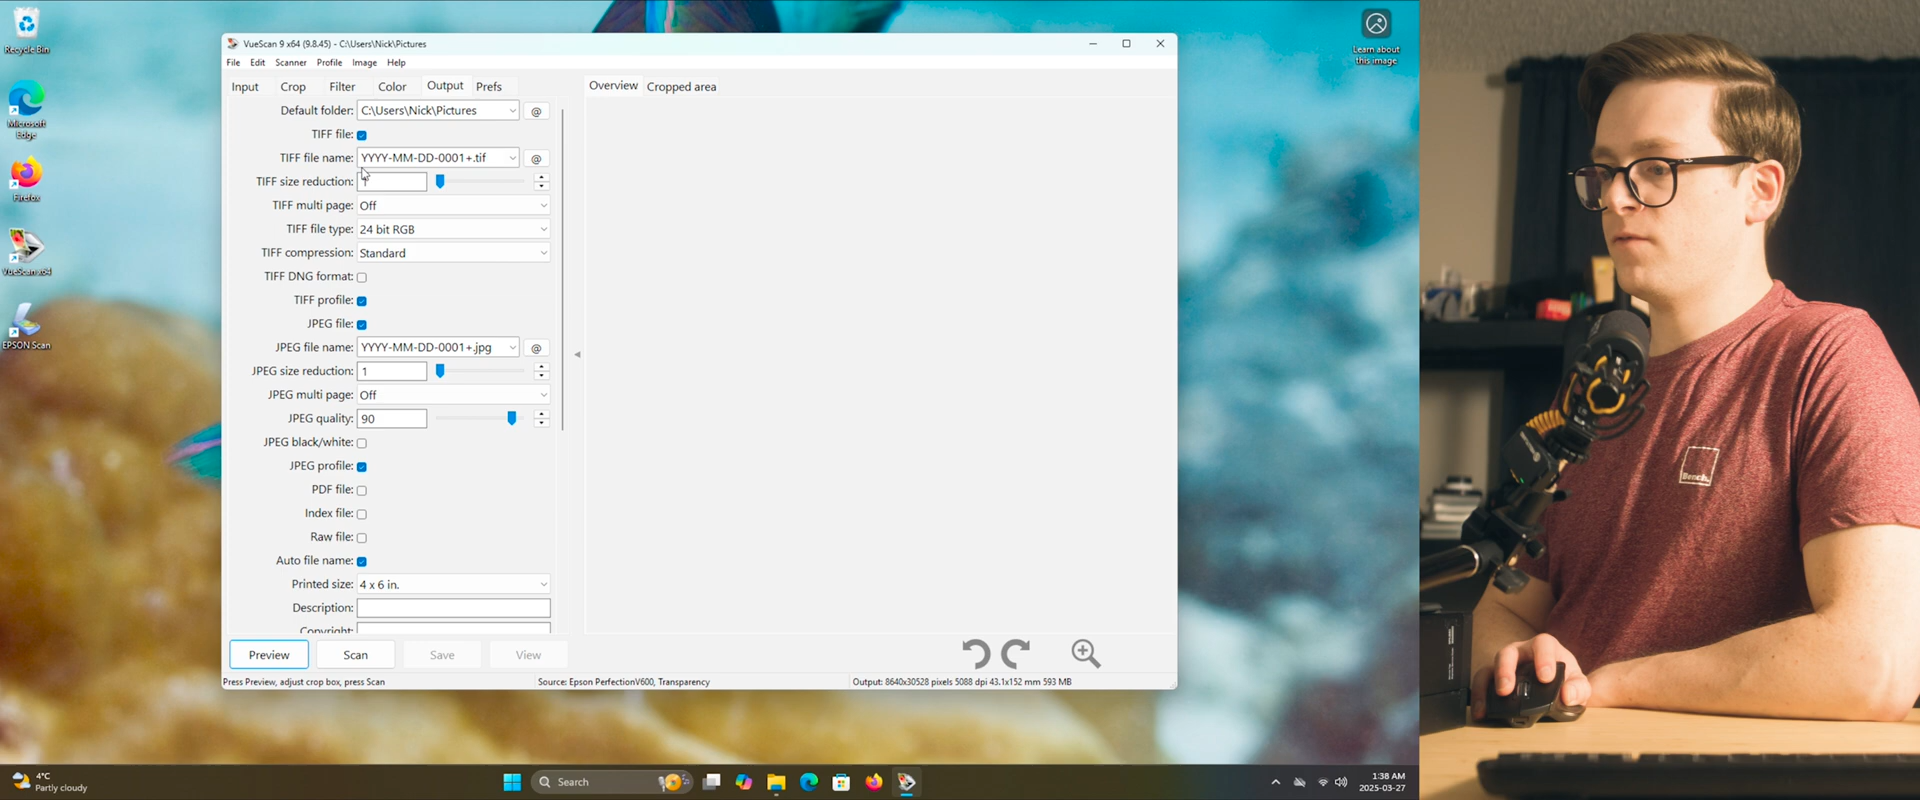 Recycle Bin
Microsoft
Edge
Firefox
VueScan x64
EPSON Scan
Learn about
this image
VueScan 9 x64 (9.8.45) - C:\Users\Nick\Pictures
File Edit Scanner Profile Image Help
Input Crop Filter Color Output Prefs
Overview Cropped area
Default folder: C:\Users\Nick\Pictures @
TIFF file:
TIFF file name: YYYY-MM-DD-0001+.tif @
TIFF size reduction: 1
TIFF multi page: Off
TIFF file type: 24 bit RGB
TIFF compression: Standard
TIFF DNG format:
TIFF profile:
JPEG file:
JPEG file name: YYYY-MM-DD-0001+.jpg @
JPEG size reduction: 1
JPEG multi page: Off
JPEG quality: 90
JPEG black/white:
JPEG profile:
PDF file:
Index file:
Raw file:
Auto file name:
Printed size: 4 x 6 in.
Description:
Copyright:
Preview Scan Save View
Press Preview, adjust crop box, press Scan
Source: Epson PerfectionV600, Transparency
Output: 8640x30528 pixels 5088 dpi 43.1x152 mm 593 MB
Bench.
4°C
Partly cloudy
Search
1:38 AM
2025-03-27